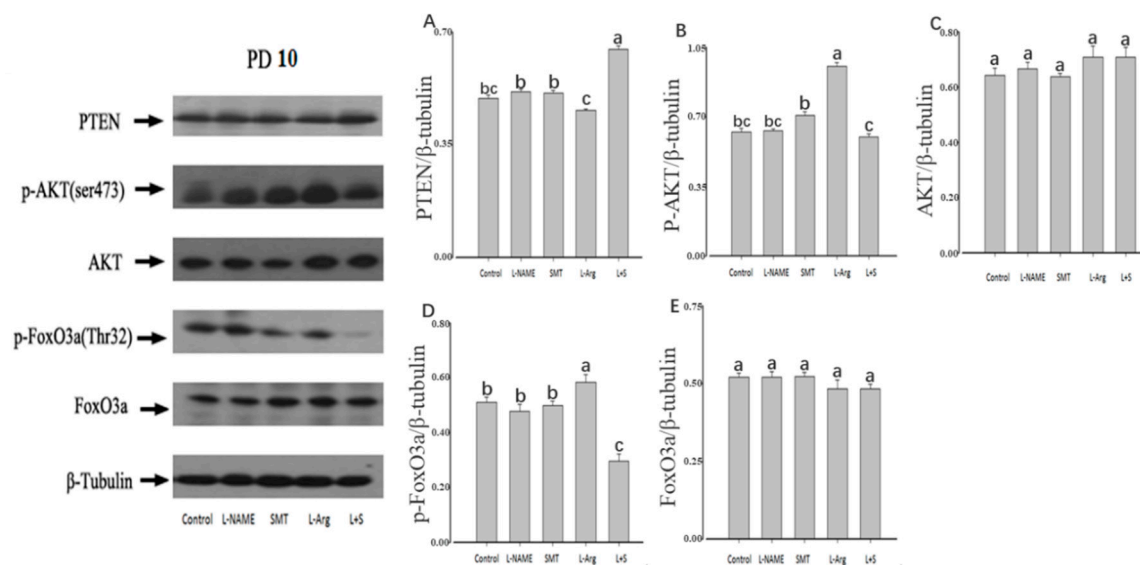 PD 10
PTEN
p-AKT(ser473)
AKT
p-FoxO3a(Thr32)
FoxO3a
β-Tubulin
Control L-NAME SMT L-Arg L+S
A
PTEN/β-tubulin
0.70
0.35
0.00
bc b b c a
Control L-NAME SMT L-Arg L+S
B
P-AKT/β-tubulin
1.05
0.70
0.35
0.00
bc bc b a c
Control L-NAME SMT L-Arg L+S
C
AKT/β-tubulin
0.80
0.60
0.40
0.20
0.00
a a a a a
Control L-NAME SMT L-Arg L+S
D
p-FoxO3a/β-tubulin
0.80
0.60
0.40
0.20
0.00
b b b a c
Control L-NAME SMT L-Arg L+S
E
FoxO3a/β-tubulin
0.75
0.50
0.25
0.00
a a a a a
Control L-NAME SMT L-Arg L+S